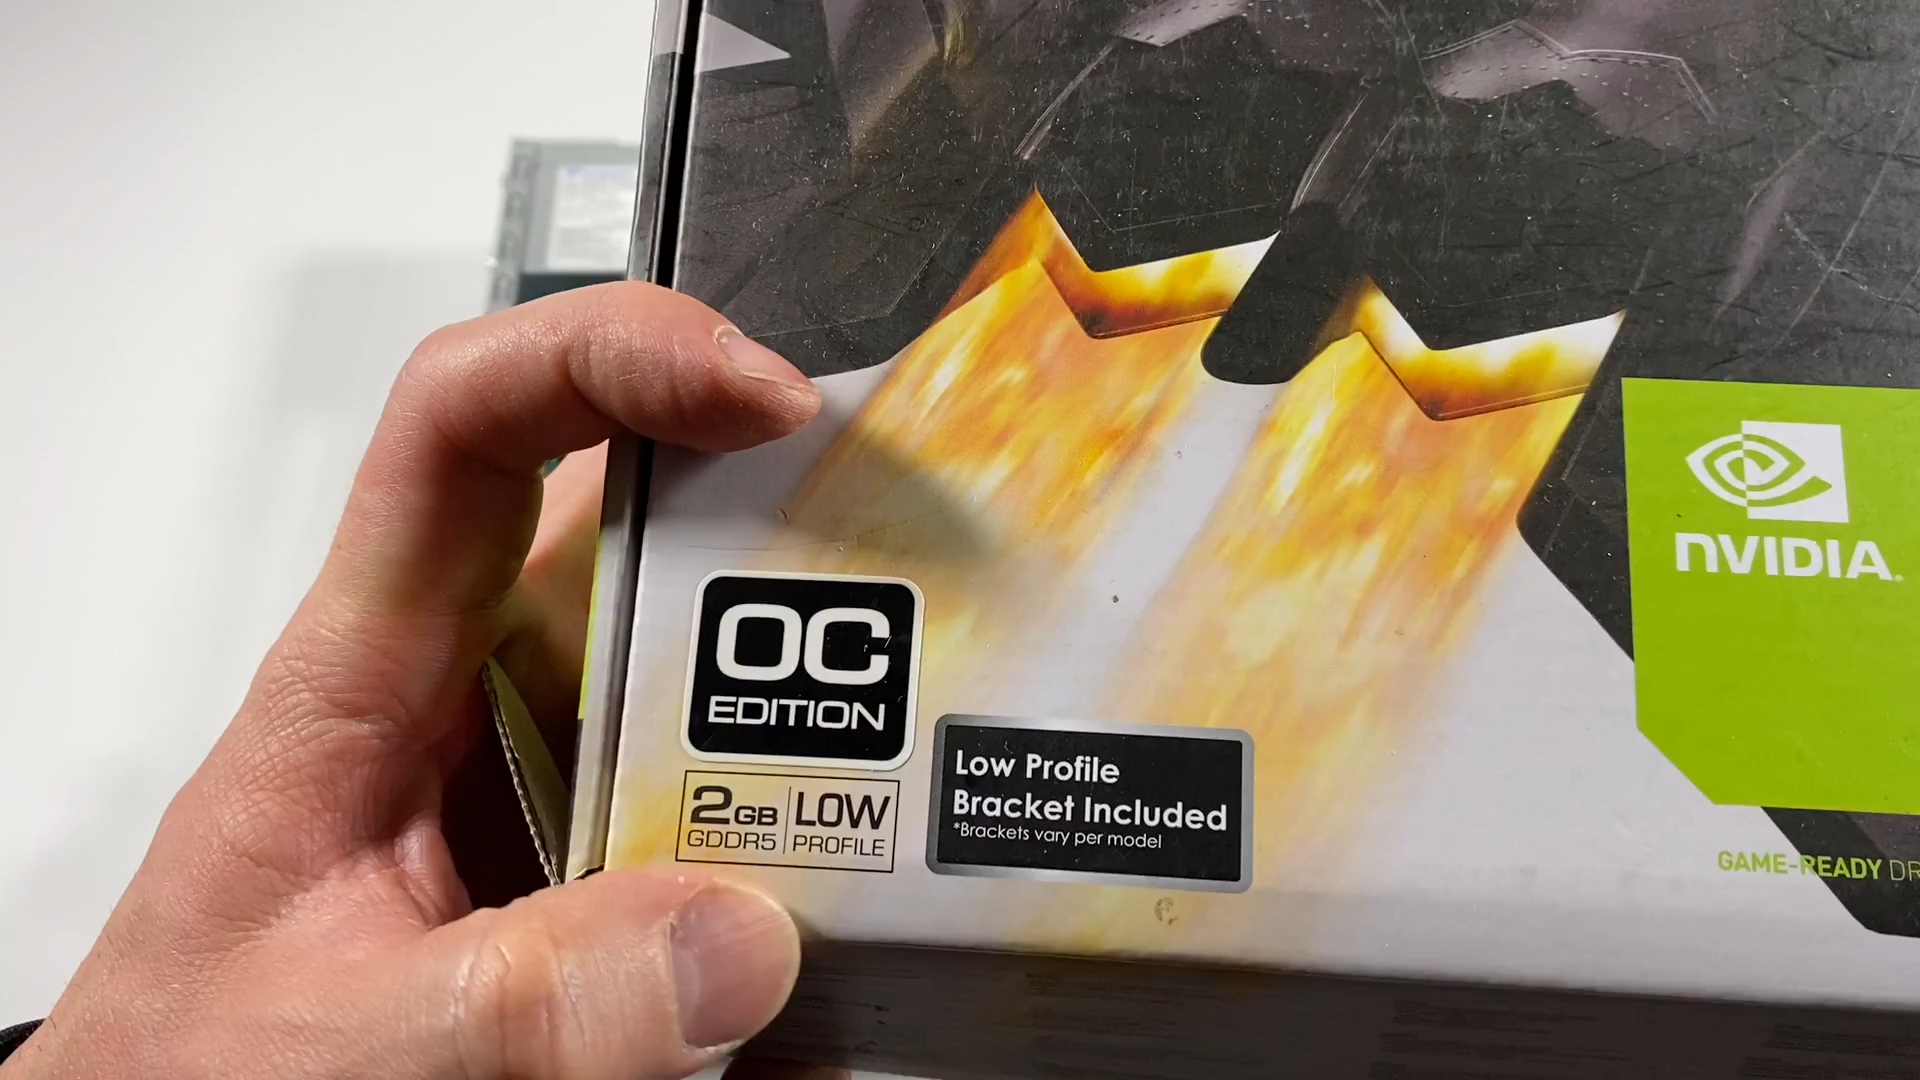 nVIDIA.
OC
EDITION
2GB
GDDR5
LOW
PROFILE
Low Profile
Bracket Included
*Brackets vary per model
GAME-READY